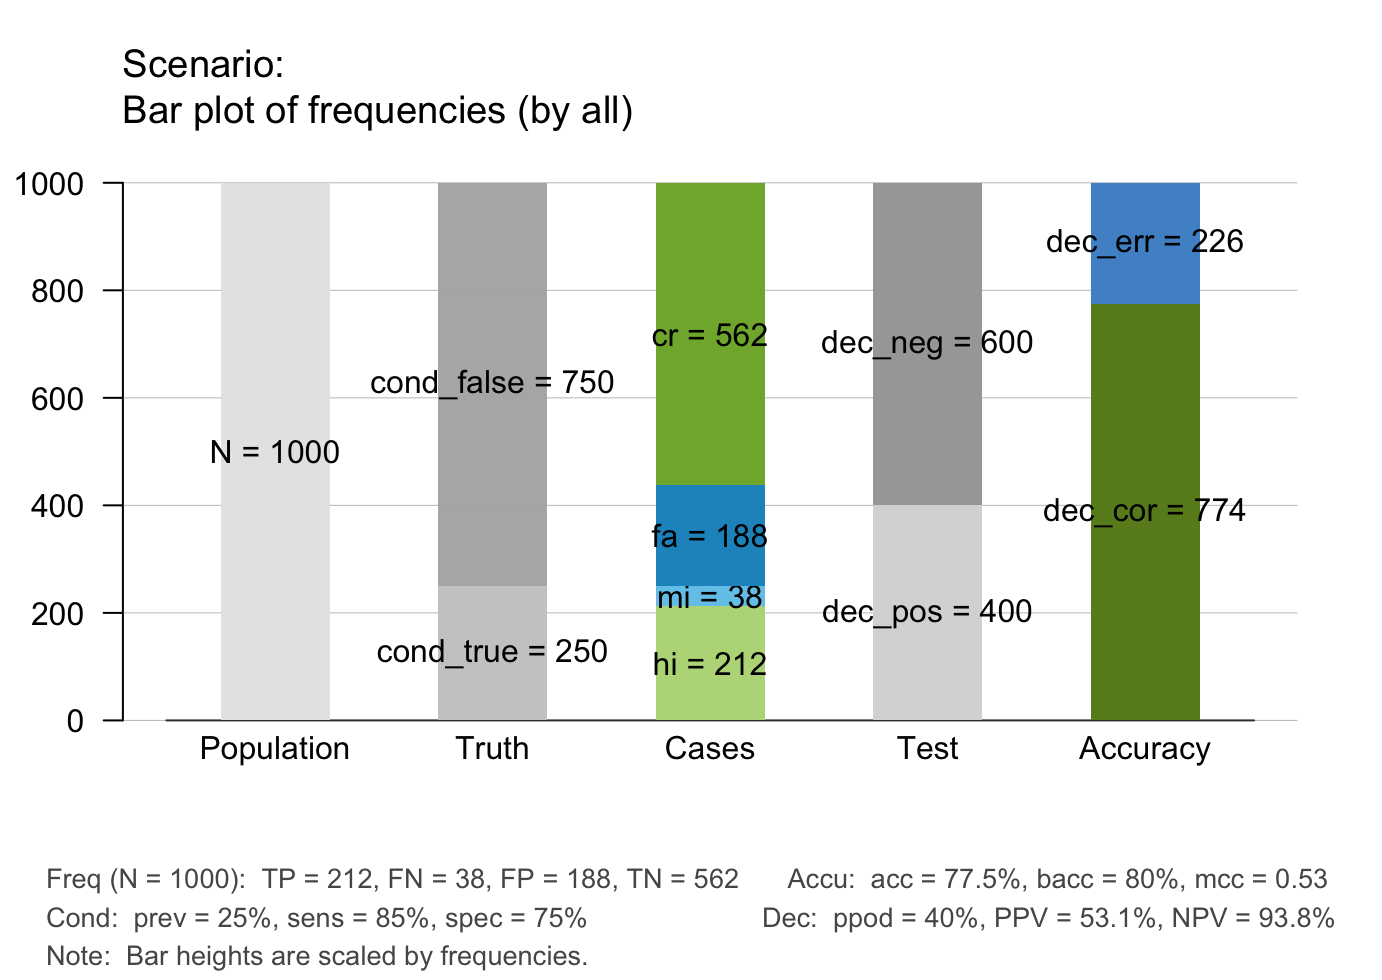 Scenario:
Bar plot of frequencies (by all)
1000
800
600
400
200
0
N = 1000
cond_false = 750
cond_true = 250
cr = 562
fa = 188
mi = 38
hi = 212
dec_neg = 600
dec_pos = 400
dec_err = 226
dec_cor = 774
Population Truth Cases Test Accuracy
Freq (N = 1000):  TP = 212, FN = 38, FP = 188, TN = 562 Accu:  acc = 77.5%, bacc = 80%, mcc = 0.53
Cond:  prev = 25%, sens = 85%, spec = 75% Dec:  ppod = 40%, PPV = 53.1%, NPV = 93.8%
Note:  Bar heights are scaled by frequencies.